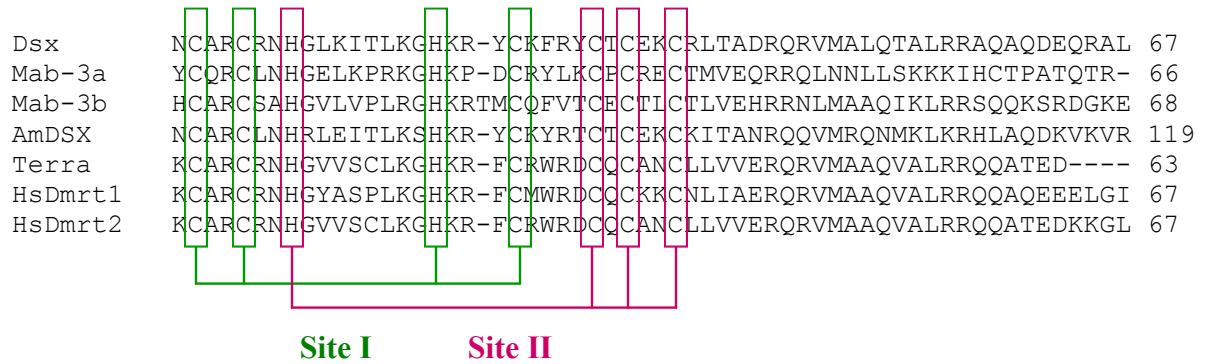 Dsx NCARCRNHGLKITLKGHKR-YCKFRYCTCEKCRLTADRQRVMALQTALRRAQAQDEQRAL 67
Mab-3a YCQRCLNHGELKPRKGHKP-DCRYLKCPCRECTMVEQRRQLNNLLSKKKIHCTPATQTR- 66
Mab-3b HCARCSAHGVLVPLRGHKRTMCQFVTCECTLCTLVEHRRNLMAAQIKLRRSQQKSRDGKE 68
AmDSX NCARCLNHRLEITLKSHKR-YCKYRTCTCEKCKITANRQQVMRQNMKLKRHLAQDKVKVR 119
Terra KCARCRNHGVVSCLKGHKR-FCRWRDCQCANCLLVVERQRVMAAQVALRRQQATED---- 63
HsDmrt1 KCARCRNHGYASPLKGHKR-FCMWRDCQCKKCNLIAERQRVMAAQVALRRQQAQEEELGI 67
HsDmrt2 KCARCRNHGVVSCLKGHKR-FCRWRDCQCANCLLVVERQRVMAAQVALRRQQATEDKKGL 67
Site I Site II